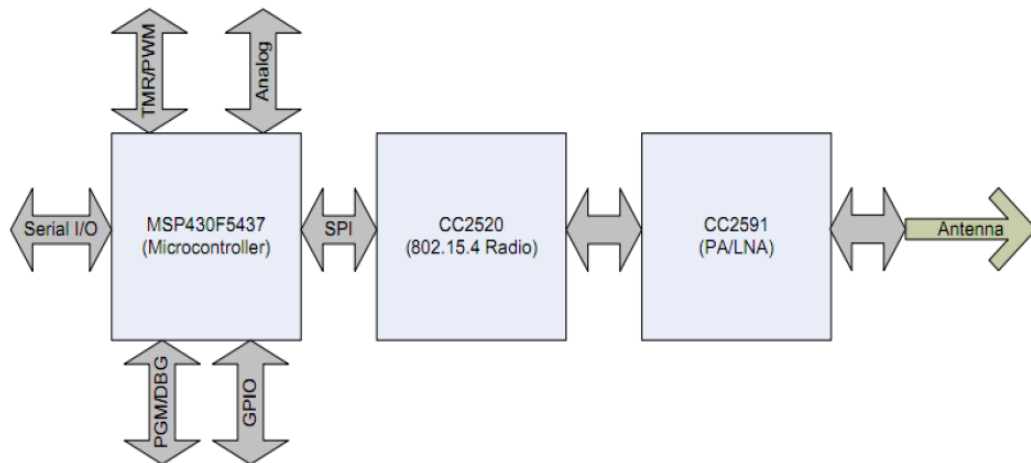 TMR/PWM
Analog
Serial I/O
MSP430F5437
(Microcontroller)
SPI
CC2520
(802.15.4 Radio)
CC2591
(PA/LNA)
Antenna
PGM/DBG
GPIO